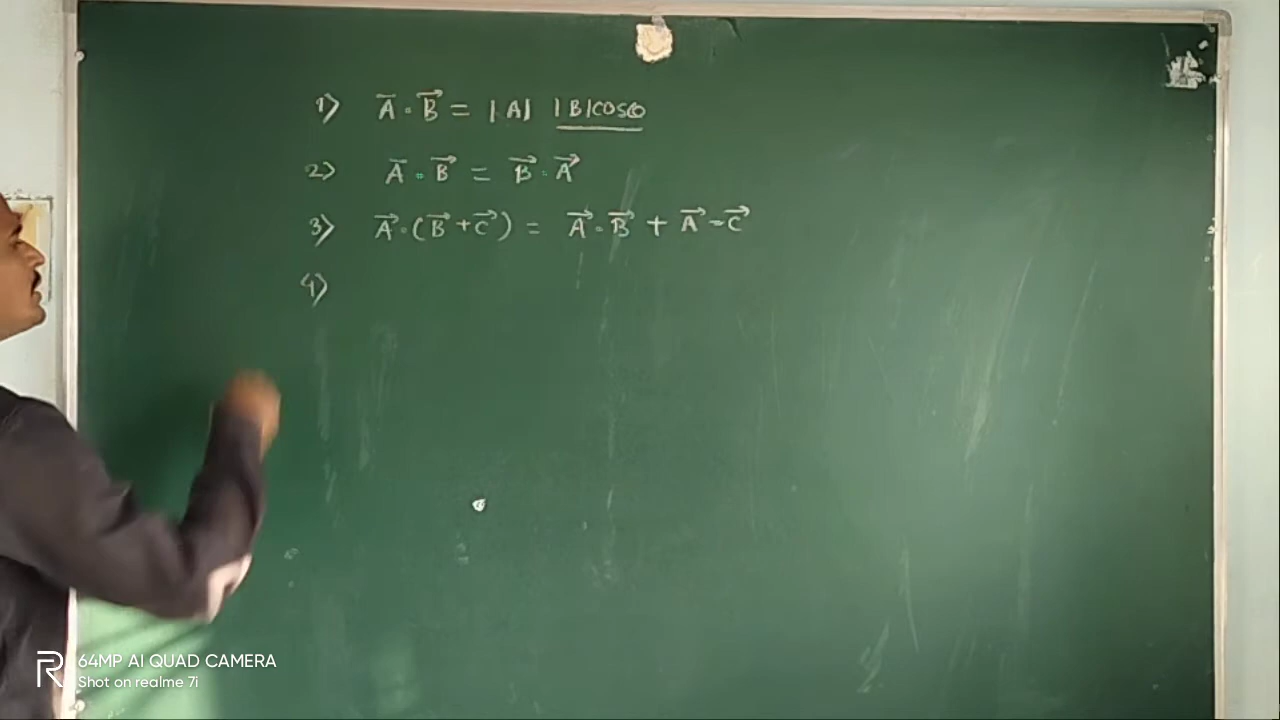 1) A̅ · B⃗ = |A| |B|cosθ
2) A̅ · B⃗ = B⃗ · A⃗
3) A⃗ · (B⃗ + C⃗) = A⃗ · B⃗ + A⃗ · C⃗
4)
64MP AI QUAD CAMERA
Shot on realme 7i